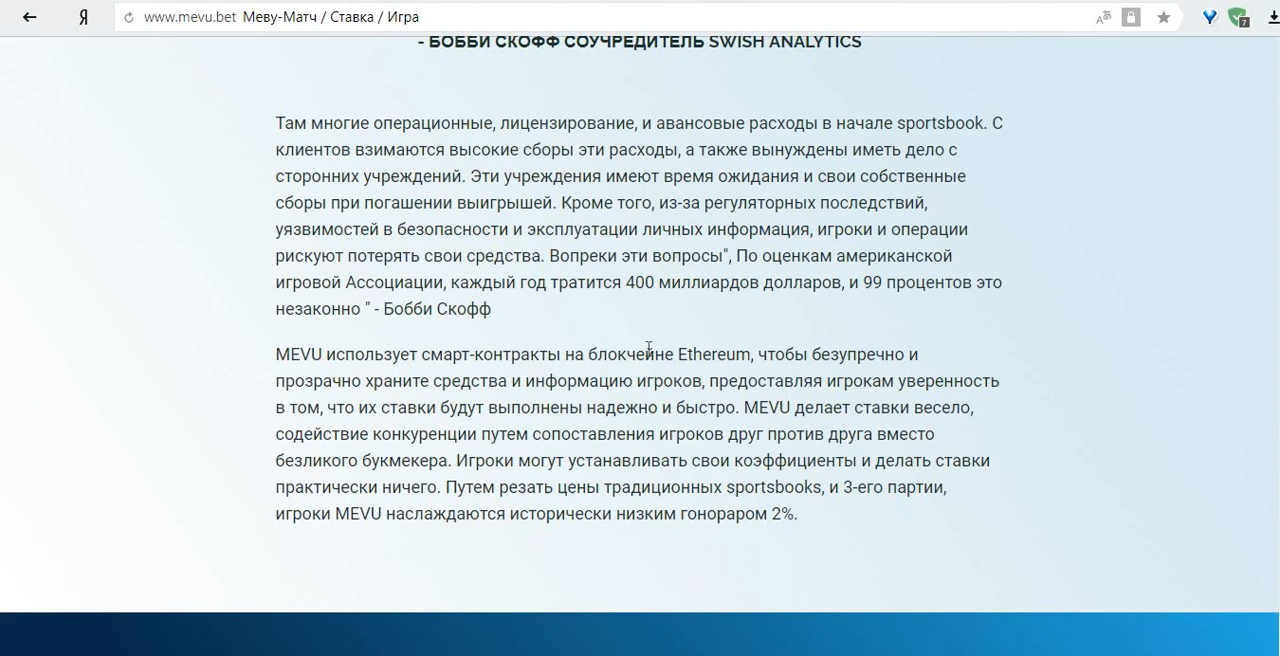 www.mevu.bet Меву-Матч / Ставка / Игра
- БОББИ СКОФФ СОУЧРЕДИТЕЛЬ SWISH ANALYTICS
Там многие операционные, лицензирование, и авансовые расходы в начале sportsbook. С
клиентов взимаются высокие сборы эти расходы, а также вынуждены иметь дело с
сторонних учреждений. Эти учреждения имеют время ожидания и свои собственные
сборы при погашении выигрышей. Кроме того, из-за регуляторных последствий,
уязвимостей в безопасности и эксплуатации личных информация, игроки и операции
рискуют потерять свои средства. Вопреки эти вопросы", По оценкам американской
игровой Ассоциации, каждый год тратится 400 миллиардов долларов, и 99 процентов это
незаконно " - Бобби Скофф
MEVU использует смарт-контракты на блокчейне Ethereum, чтобы безупречно и
прозрачно храните средства и информацию игроков, предоставляя игрокам уверенность
в том, что их ставки будут выполнены надежно и быстро. MEVU делает ставки весело,
содействие конкуренции путем сопоставления игроков друг против друга вместо
безликого букмекера. Игроки могут устанавливать свои коэффициенты и делать ставки
практически ничего. Путем резать цены традиционных sportsbooks, и 3-его партии,
игроки MEVU наслаждаются исторически низким гонораром 2%.